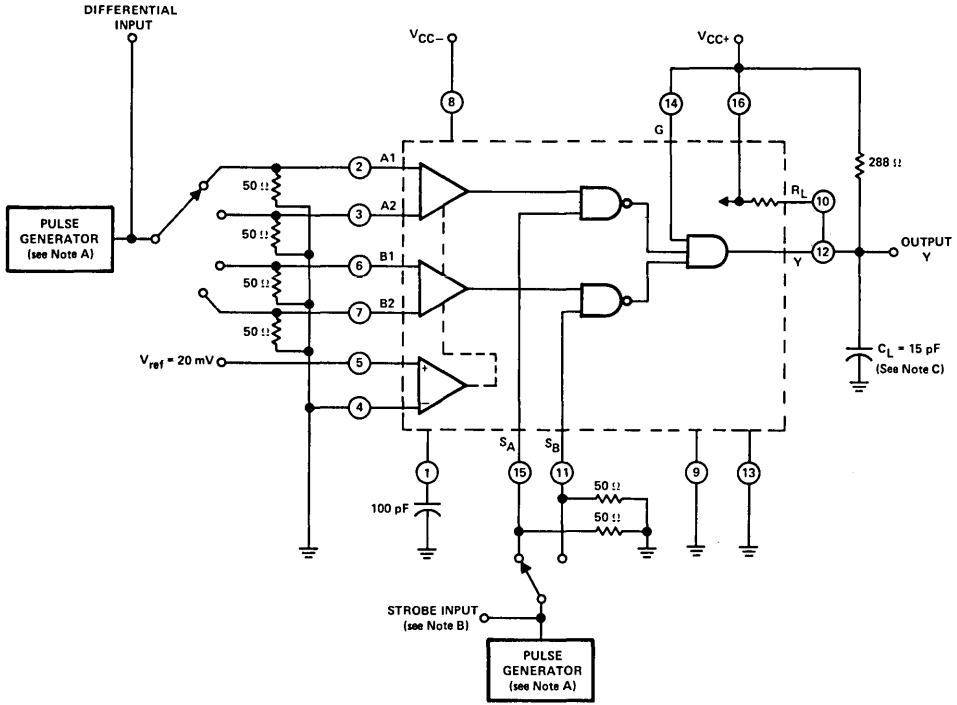 DIFFERENTIAL
INPUT
VCC−
VCC+
8
14
16
G
288 Ω
2
A1
50 Ω
RL
10
3
A2
50 Ω
PULSE
GENERATOR
(see Note A)
Y
12
OUTPUT
Y
6
B1
50 Ω
7
B2
50 Ω
Vref = 20 mV
5
+
CL = 15 pF
(See Note C)
4
−
SA
SB
1
15
11
9
13
50 Ω
100 pF
50 Ω
STROBE INPUT
(see Note B)
PULSE
GENERATOR
(see Note A)